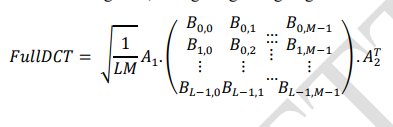 B₀,₀ B₀,₁ ... B₀,M−1
FullDCT = √(1/LM) A₁. ( B₁,₀ B₀,₂ ⋮ B₁,M−1 ) . A₂ᵀ
⋮ ⋮ ... ⋮
B_L−1,0 B_L−1,1 B_L−1,M−1